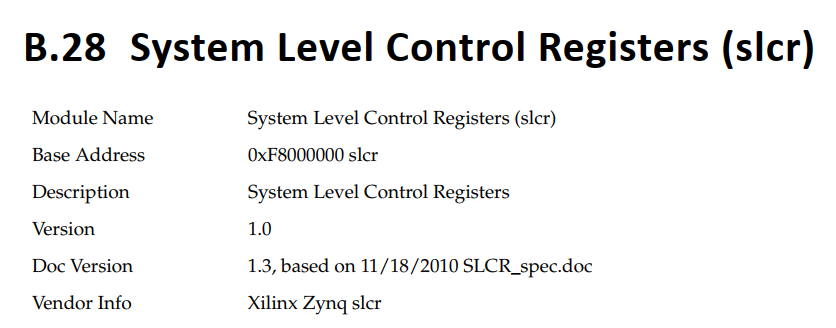 B.28 System Level Control Registers (slcr)
Module Name System Level Control Registers (slcr)
Base Address 0xF8000000 slcr
Description System Level Control Registers
Version 1.0
Doc Version 1.3, based on 11/18/2010 SLCR_spec.doc
Vendor Info Xilinx Zynq slcr